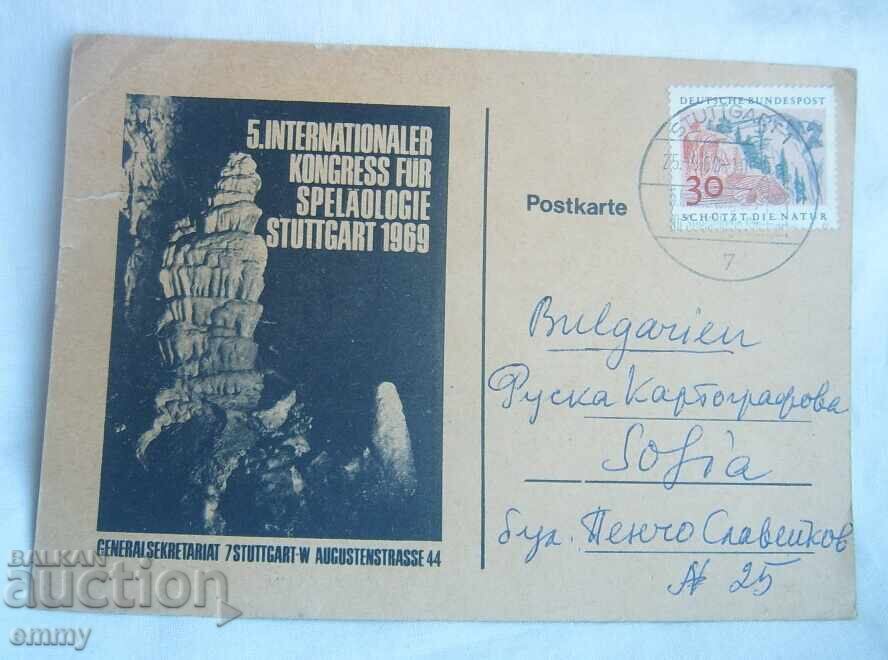 5. INTERNATIONALER
KONGRESS FÜR
SPELÄOLOGIE
STUTTGART 1969
GENERALSEKRETARIAT 7 STUTTGART-W AUGUSTENSTRASSE 44
Postkarte
DEUTSCHE BUNDESPOST
30
SCHÜTZT DIE NATUR
STUTTGART
7
Bulgarien
Фуска Картографова
Sofia
бул. Пенчо Славейков
№ 25
BALKAN
auction
emmy